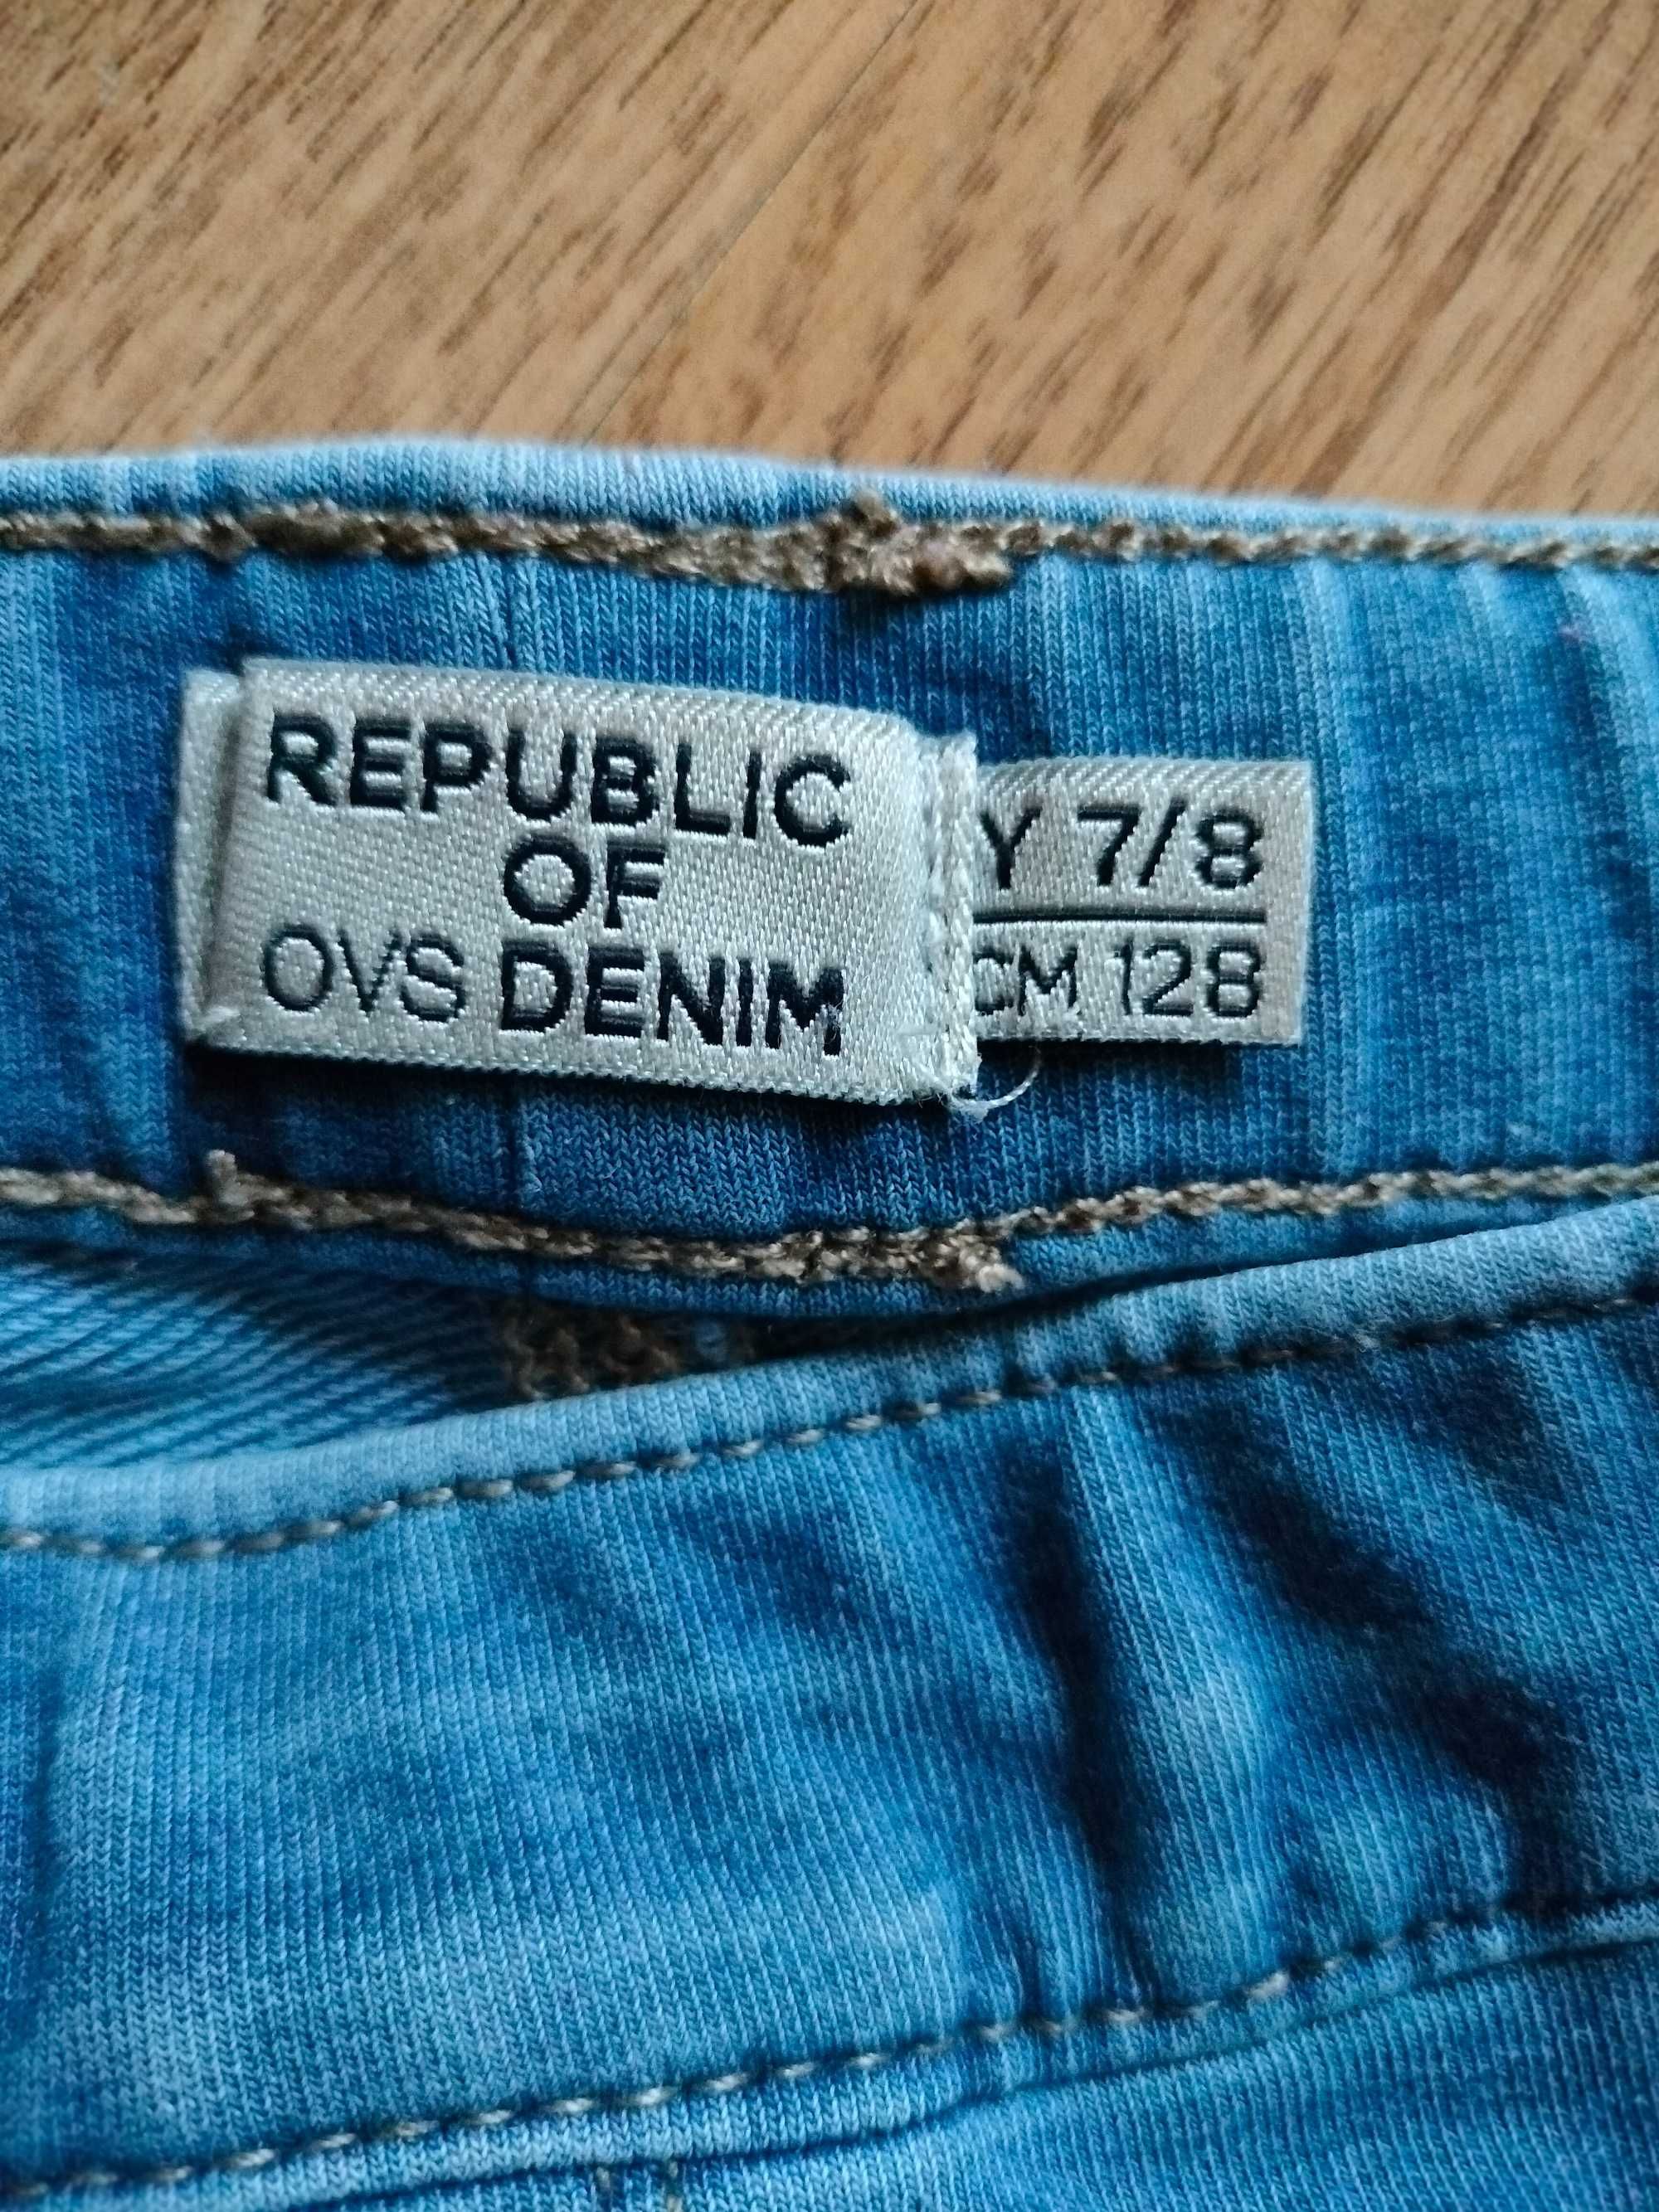 REPUBLIC
OF
OVS DENIM
Y 7/8
CM 128